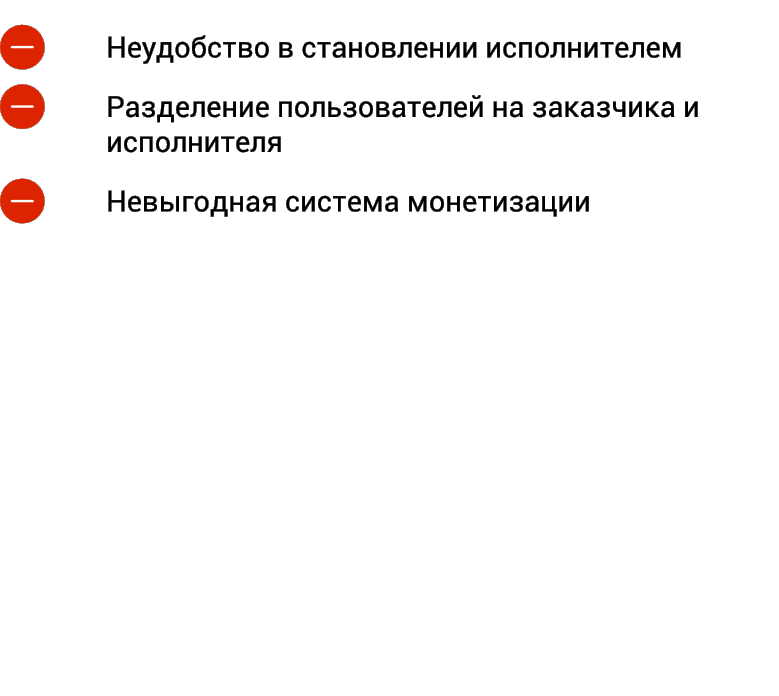 Неудобство в становлении исполнителем
Разделение пользователей на заказчика и
исполнителя
Невыгодная система монетизации